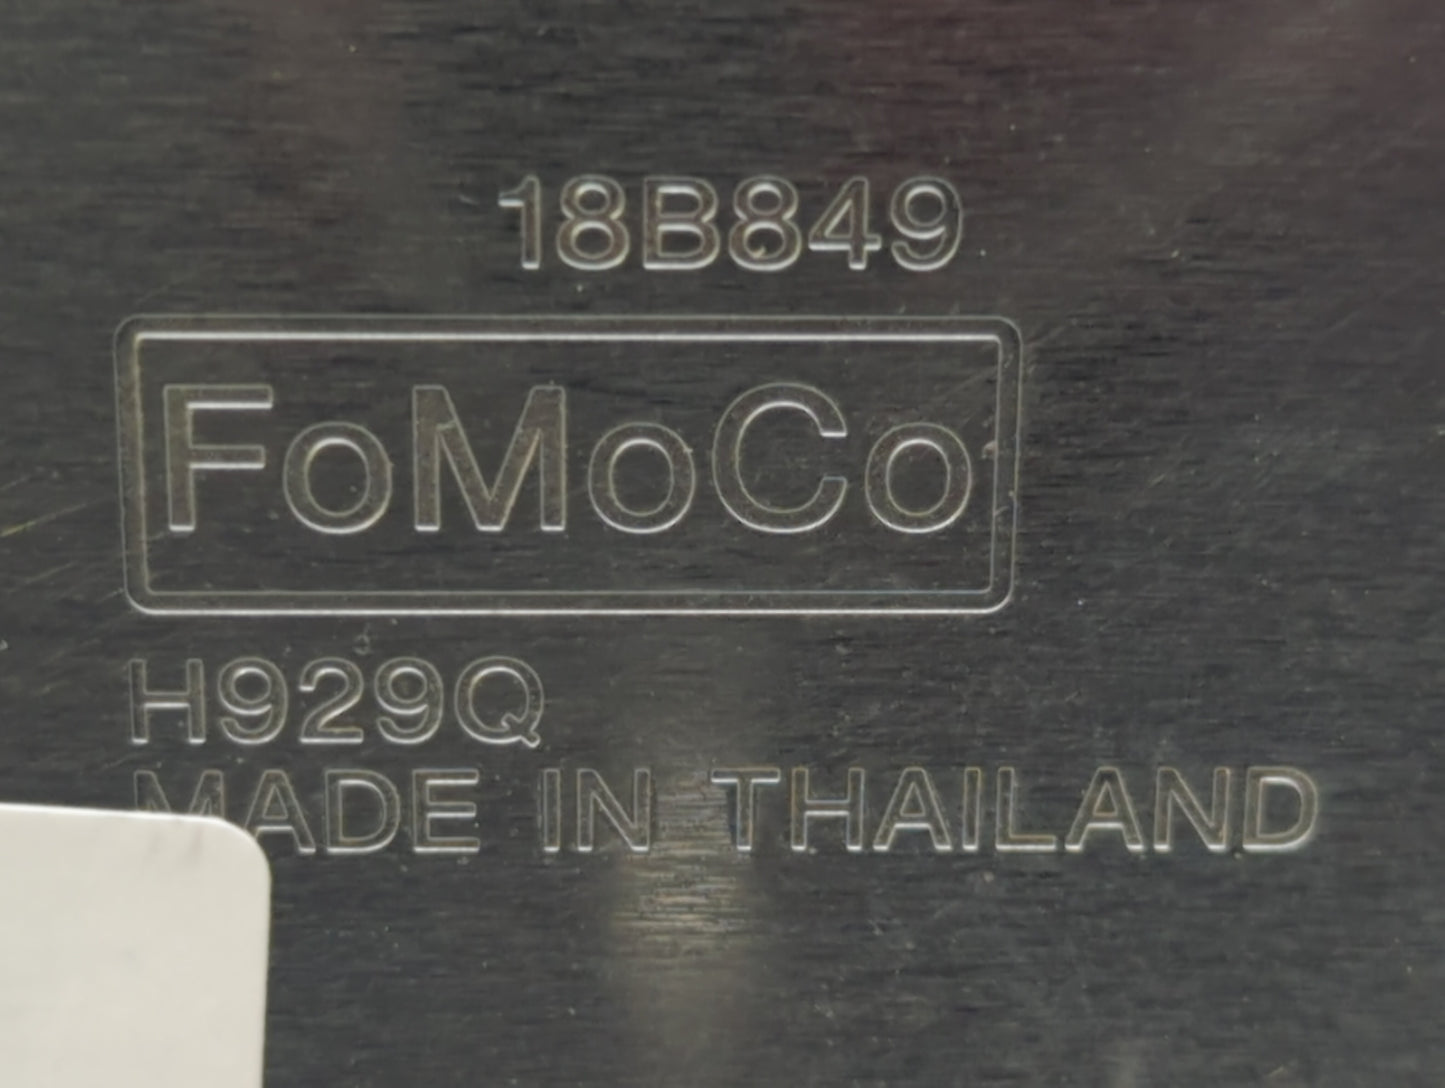 18B849
FoMoCo
H929Q
MADE IN THAILAND